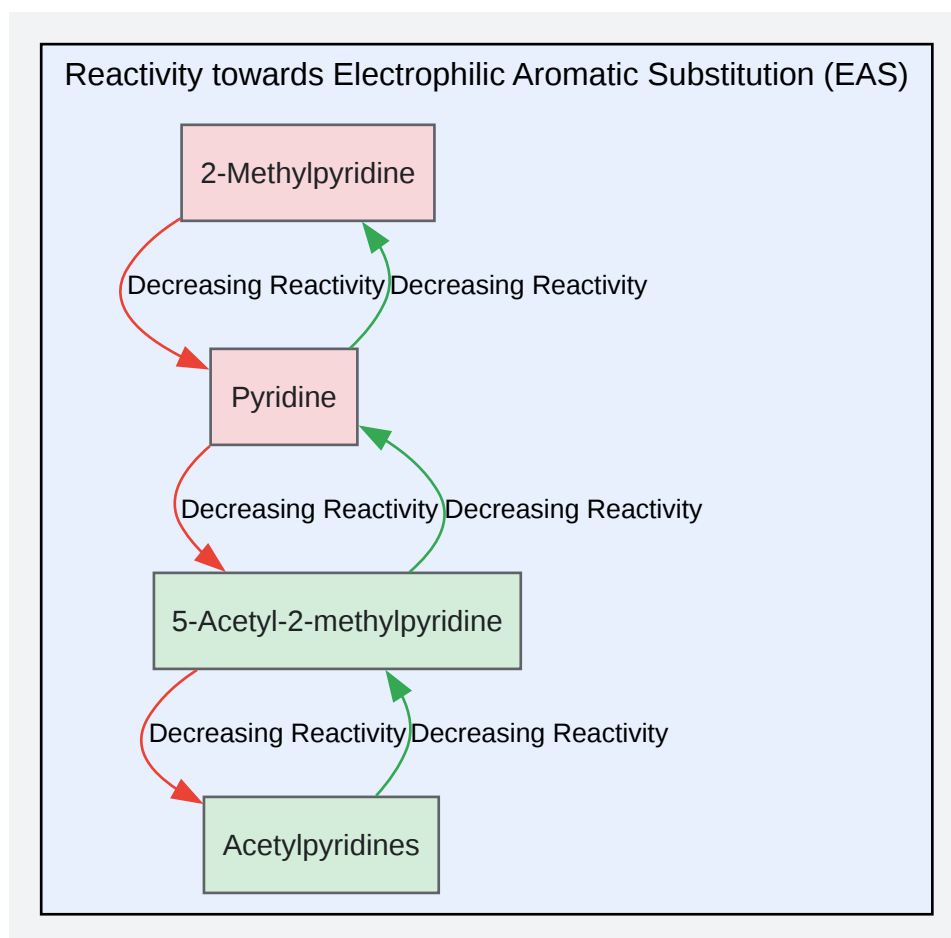 Reactivity towards Electrophilic Aromatic Substitution (EAS)
2-Methylpyridine
Decreasing Reactivity Decreasing Reactivity
Pyridine
Decreasing Reactivity Decreasing Reactivity
5-Acetyl-2-methylpyridine
Decreasing Reactivity Decreasing Reactivity
Acetylpyridines